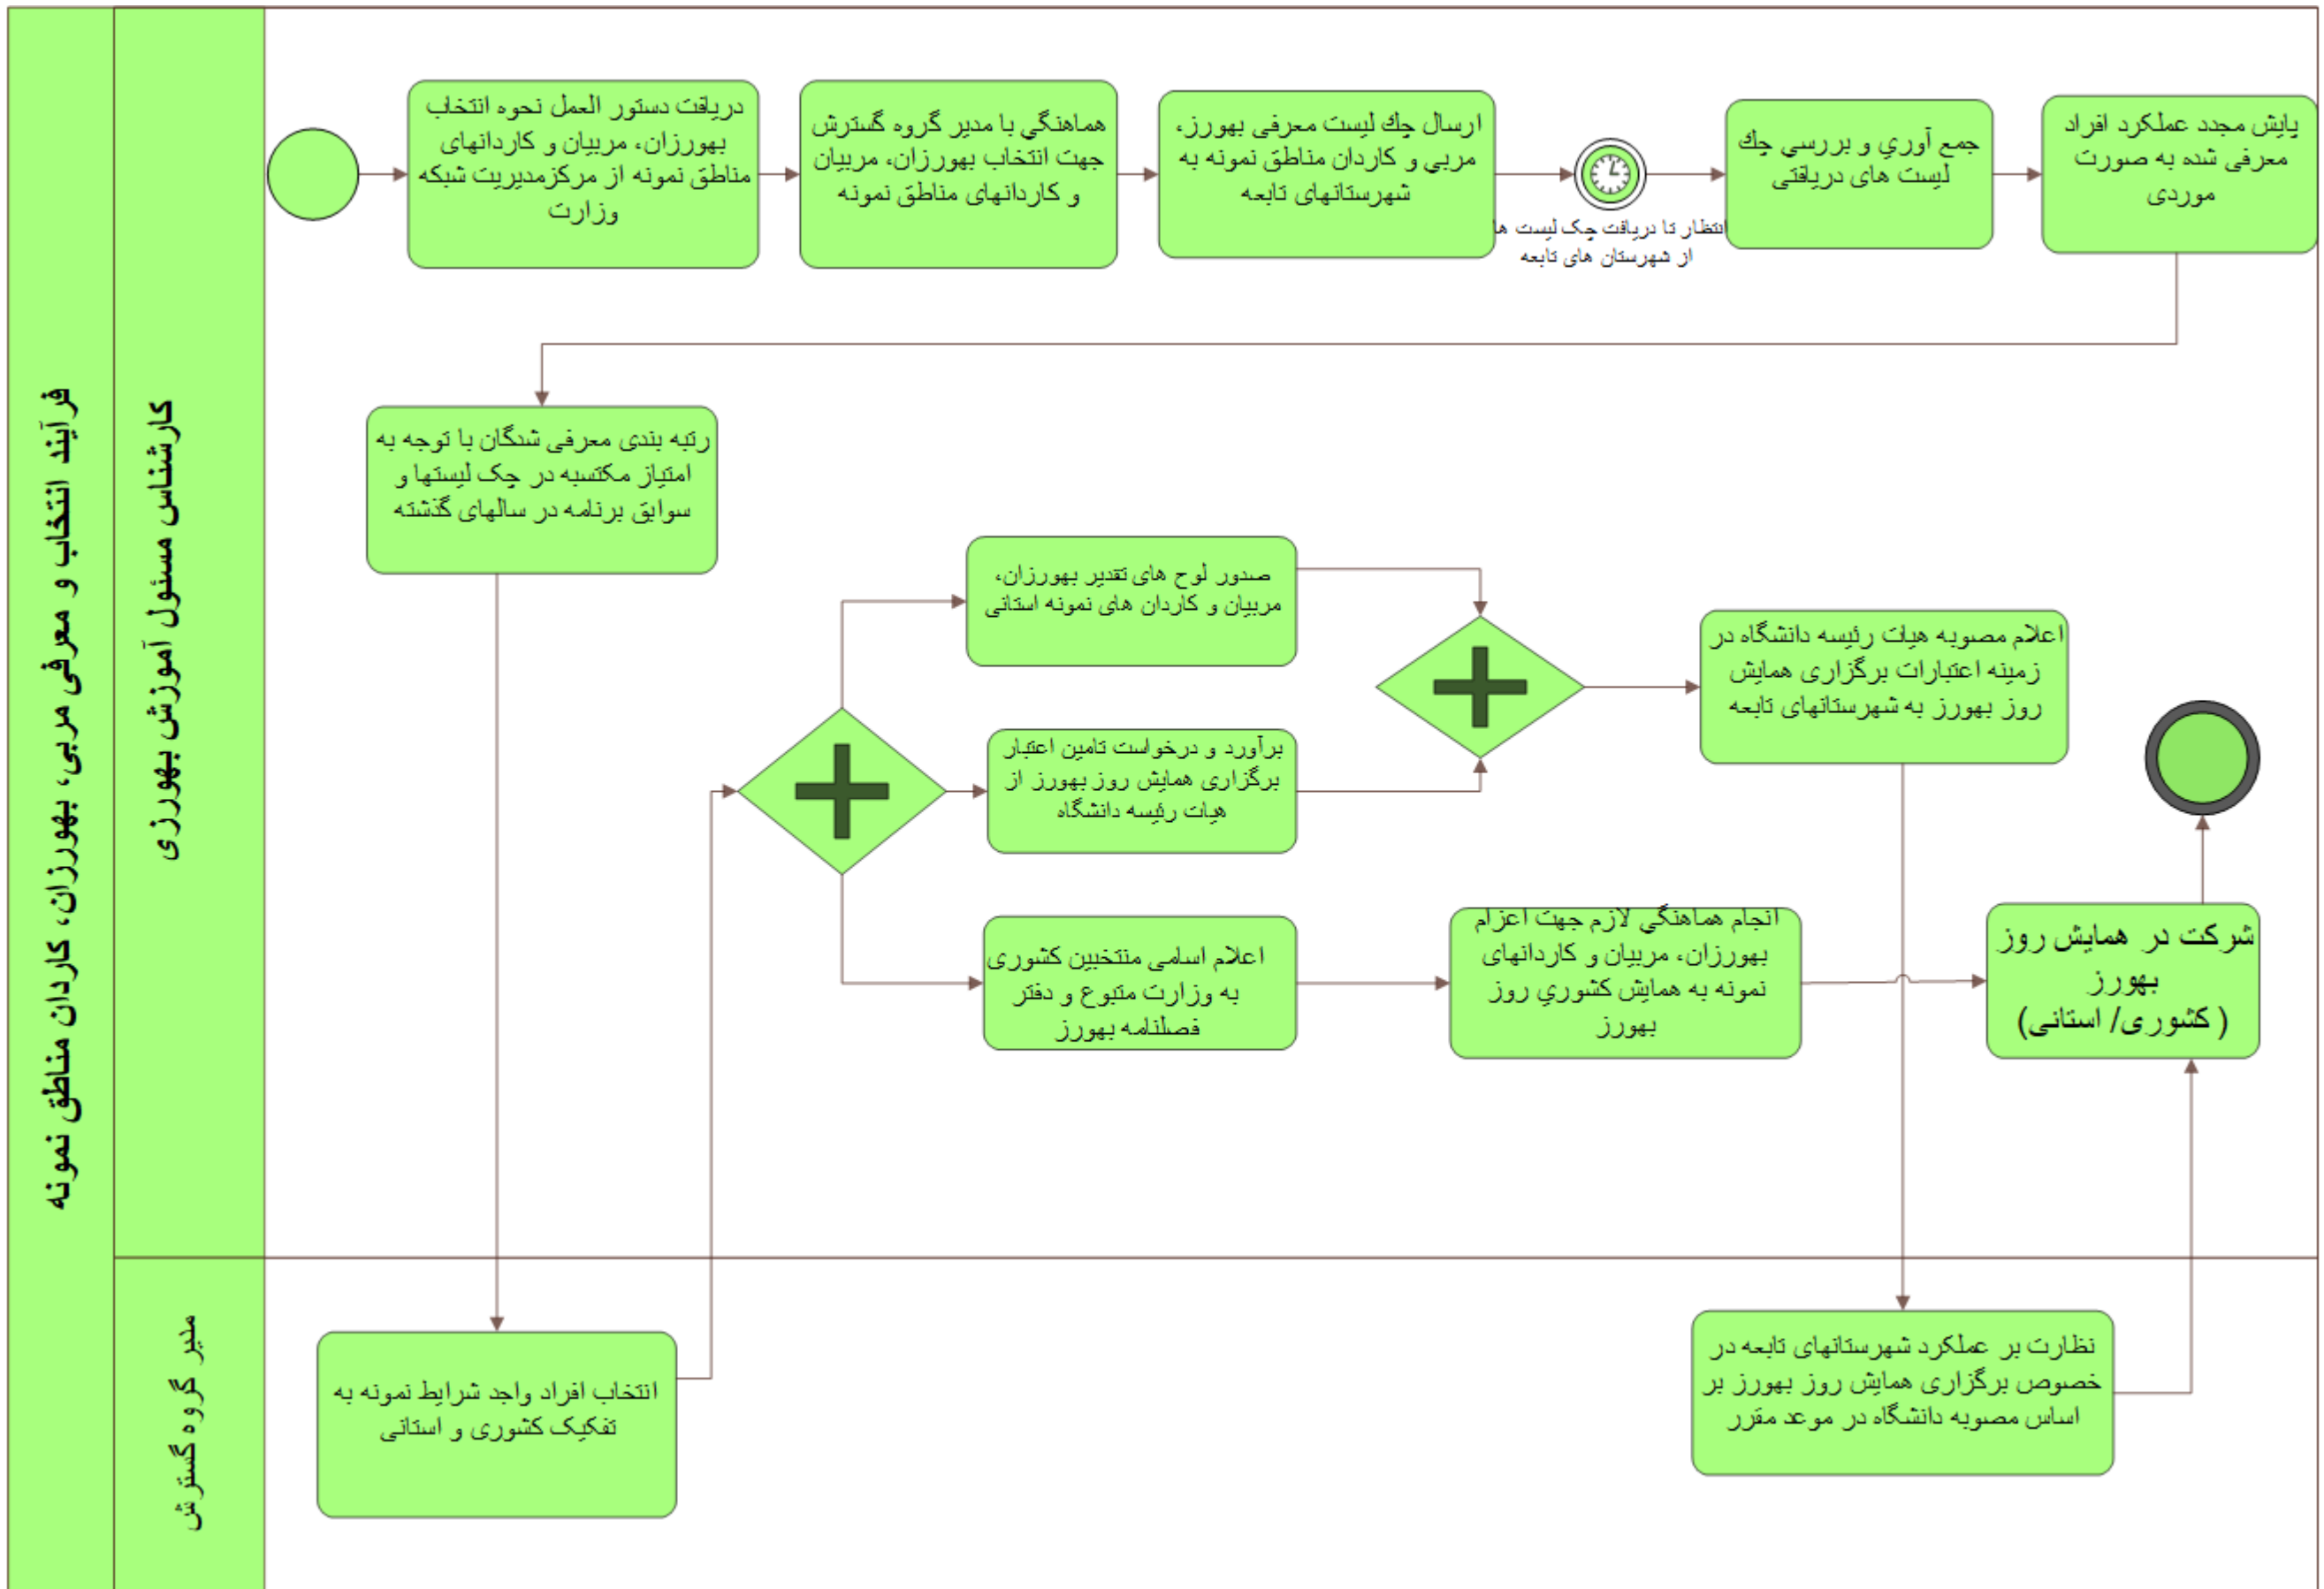 فرآیند انتخاب و معرفی مربی، بهورزان، کاردان مناطق نمونه
کارشناس مسئول آموزش بهورزی
دریافت دستور العمل نحوه انتخاب
بهورزان، مربیان و کاردانهای
مناطق نمونه از مرکزمدیریت شبکه
وزارت
هماهنگي با مدیر گروه گسترش
جهت انتخاب بهورزان، مربیان
و کاردانهای مناطق نمونه
ارسال چك لیست معرفی بهورز،
مربي و کاردان مناطق نمونه به
شهرستانهای تابعه
انتظار تا دریافت چک لیست ها
از شهرستان های تابعه
جمع آوري و بررسي چك
لیست های دریافتی
پایش مجدد عملکرد افراد
معرفی شده به صورت
موردی
رتبه بندی معرفی شدگان با توجه به
امتیاز مکتسبه در چک لیستها و
سوابق برنامه در سالهای گذشته
صدور لوح های تقدیر بهورزان،
مربیان و کاردان های نمونه استانی
برآورد و درخواست تامین اعتبار
برگزاری همایش روز بهورز از
هیات رئیسه دانشگاه
اعلام اسامی منتخبین کشوری
به وزارت متبوع و دفتر
فصلنامه بهورز
اعلام مصوبه هیات رئیسه دانشگاه در
زمینه اعتبارات برگزاری همایش
روز بهورز به شهرستانهای تابعه
انجام هماهنگي لازم جهت اعزام
بهورزان، مربیان و کاردانهای
نمونه به همایش کشوري روز
بهورز
شرکت در همایش روز
بهورز
(کشوری/ استانی)
مدیر گروه گسترش
انتخاب افراد واجد شرایط نمونه به
تفکیک کشوری و استانی
نظارت بر عملکرد شهرستانهای تابعه در
خصوص برگزاری همایش روز بهورز بر
اساس مصوبه دانشگاه در موعد مقرر